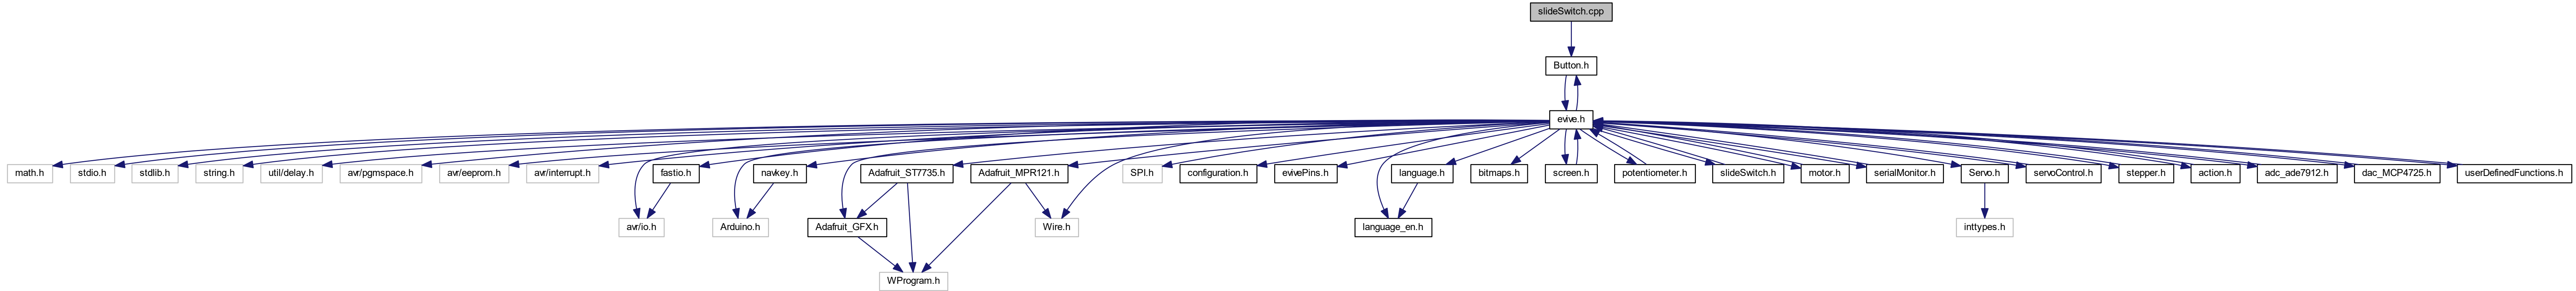 slideSwitch.cpp
Button.h
evive.h
math.h
stdio.h
stdlib.h
string.h
util/delay.h
avr/pgmspace.h
avr/eeprom.h
avr/interrupt.h
fastio.h
navkey.h
Adafruit_ST7735.h
Adafruit_MPR121.h
SPI.h
configuration.h
evivePins.h
language.h
bitmaps.h
screen.h
potentiometer.h
slideSwitch.h
motor.h
serialMonitor.h
Servo.h
servoControl.h
stepper.h
action.h
adc_ade7912.h
dac_MCP4725.h
userDefinedFunctions.h
avr/io.h
Arduino.h
Adafruit_GFX.h
Wire.h
language_en.h
inttypes.h
WProgram.h